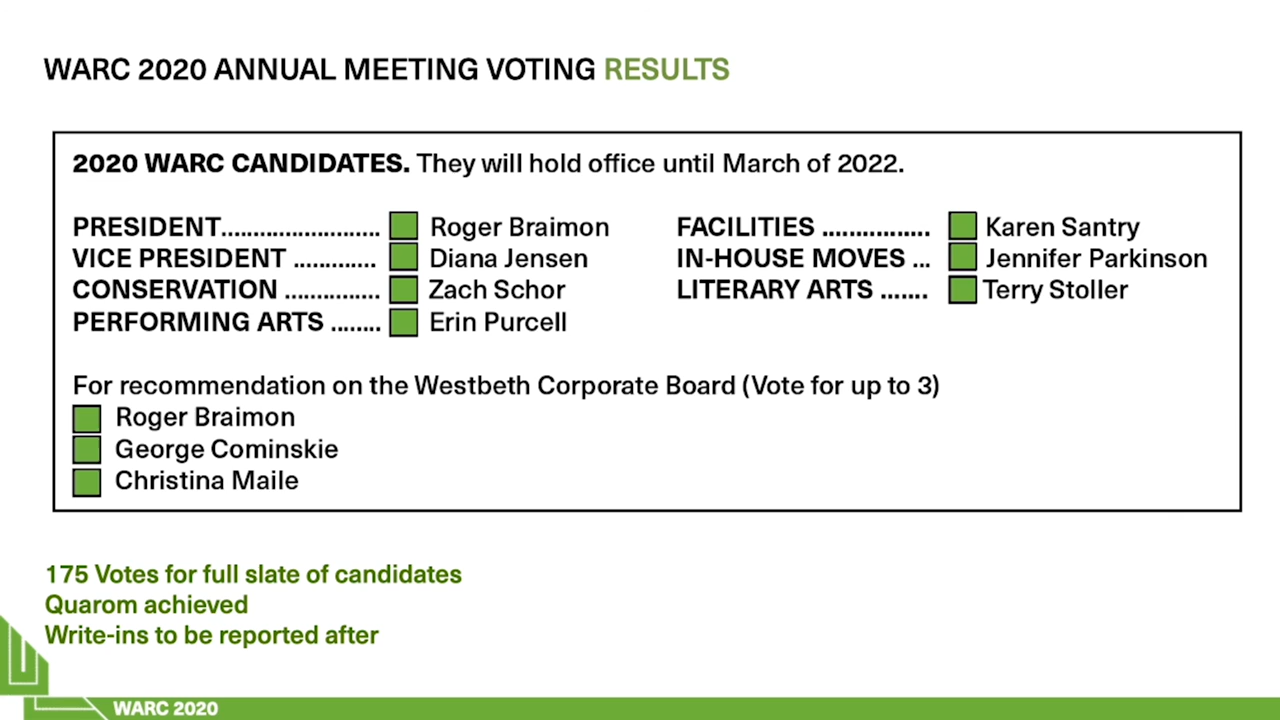 WARC 2020 ANNUAL MEETING VOTING RESULTS
2020 WARC CANDIDATES. They will hold office until March of 2022.
PRESIDENT......................... Roger Braimon
VICE PRESIDENT ............. Diana Jensen
CONSERVATION ............... Zach Schor
PERFORMING ARTS ........ Erin Purcell
FACILITIES ................. Karen Santry
IN-HOUSE MOVES ... Jennifer Parkinson
LITERARY ARTS ....... Terry Stoller
For recommendation on the Westbeth Corporate Board (Vote for up to 3)
Roger Braimon
George Cominskie
Christina Maile
175 Votes for full slate of candidates
Quarom achieved
Write-ins to be reported after
WARC 2020